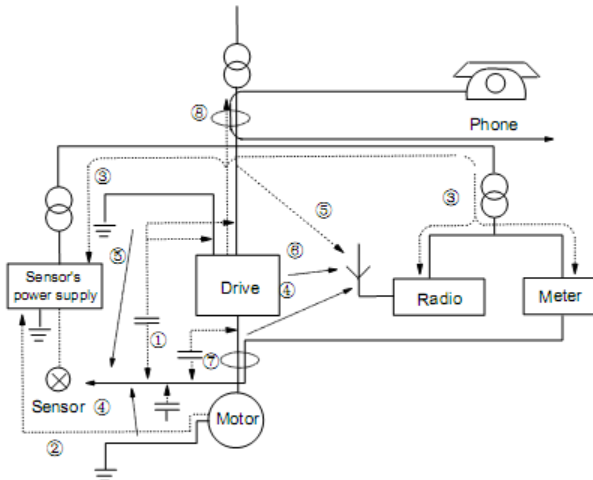 ⑧
Phone
③
③
⑤
⑤
⑥
Sensor's
power supply
Drive
④
Radio
Meter
①
⑦
Sensor
④
Motor
②